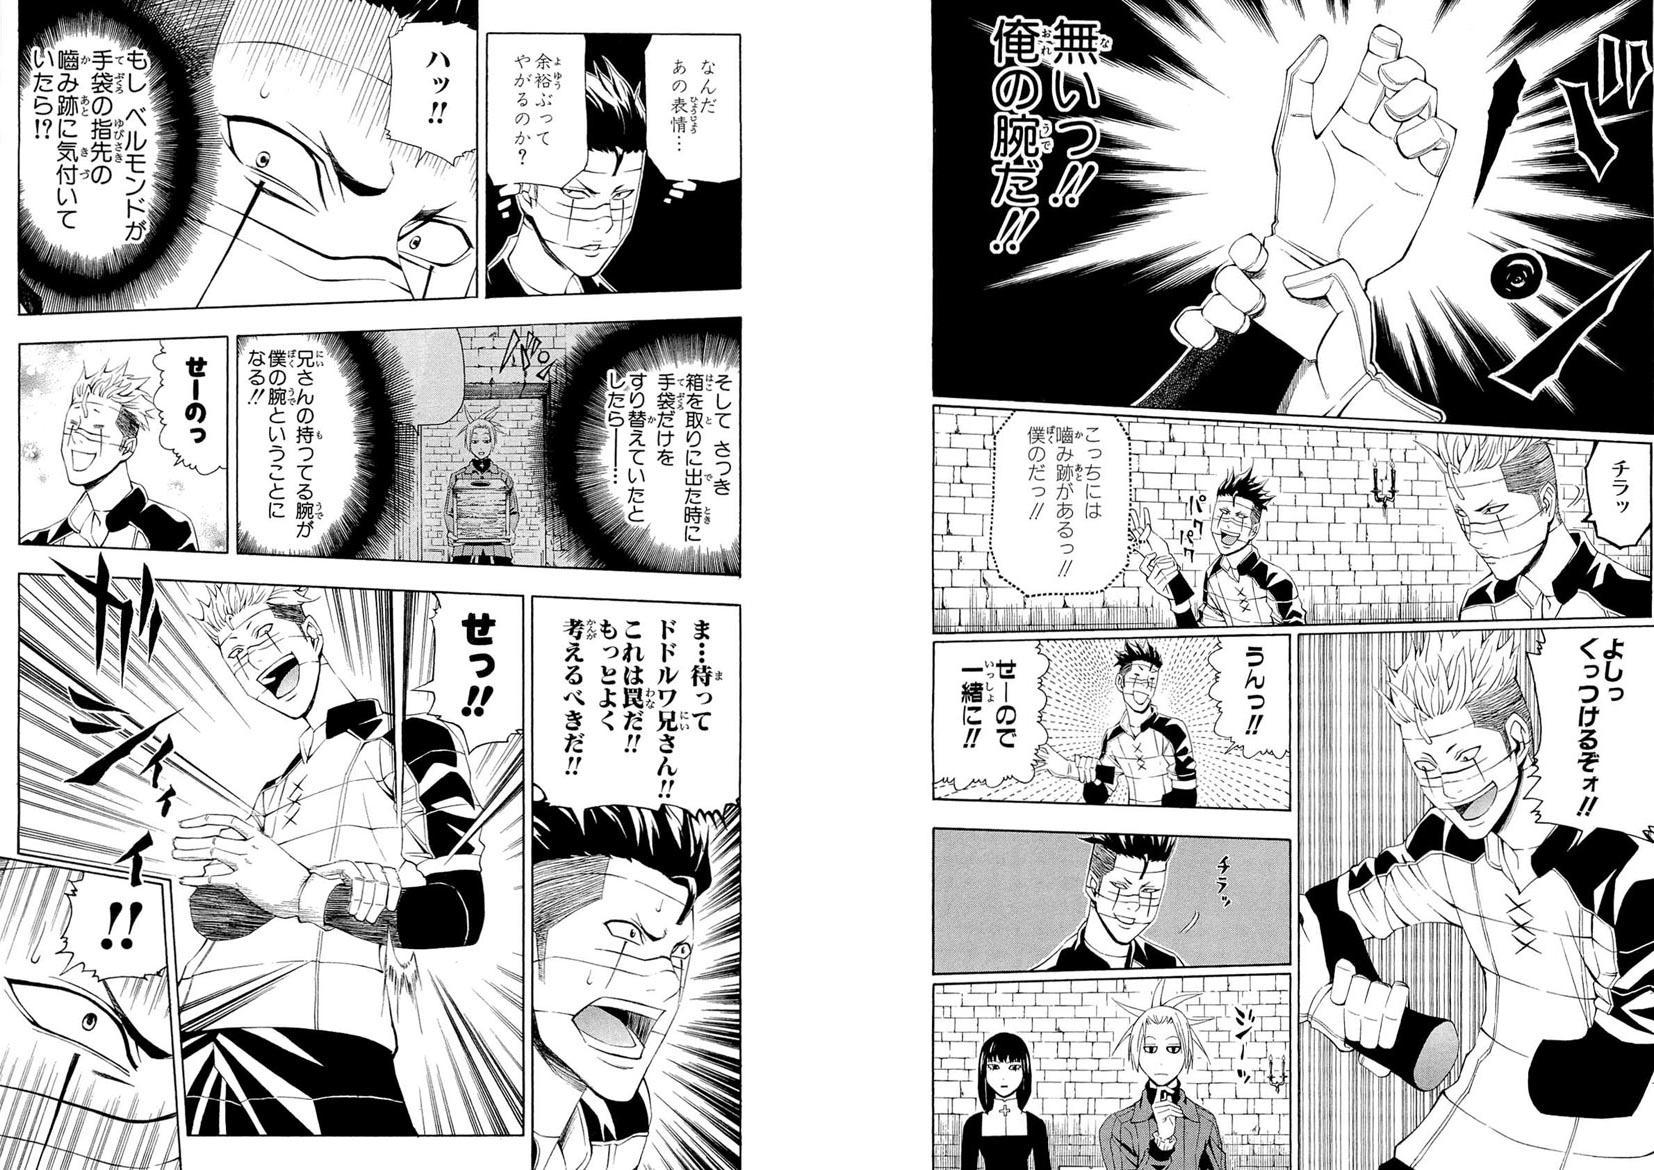 無いっ!!
俺の腕だ!!
ババーン
チラッ
こっちには
嚙み跡があるっ!!
僕のだっ!!
パク
パク
よしっ
くっつけるぞォ!!
うんっ!!
せーので
一緒に!!
チラッ
ジー
なんだ
あの表情…
余裕ぶって
やがるのか?
ハッ!!
もし ベルモンドが
手袋の指先の
嚙み跡に気付いて
いたら!?
そして さっき
箱を取りに出た時に
手袋だけを
すり替えていたと
したら――…
兄さんの持ってる腕が
僕の腕ということに
なる!!
せーのっ
ま…待って
ドドルワ兄さん!!
これは罠だ!!
もっとよく
考えるべきだ!!
せっ!!
!!